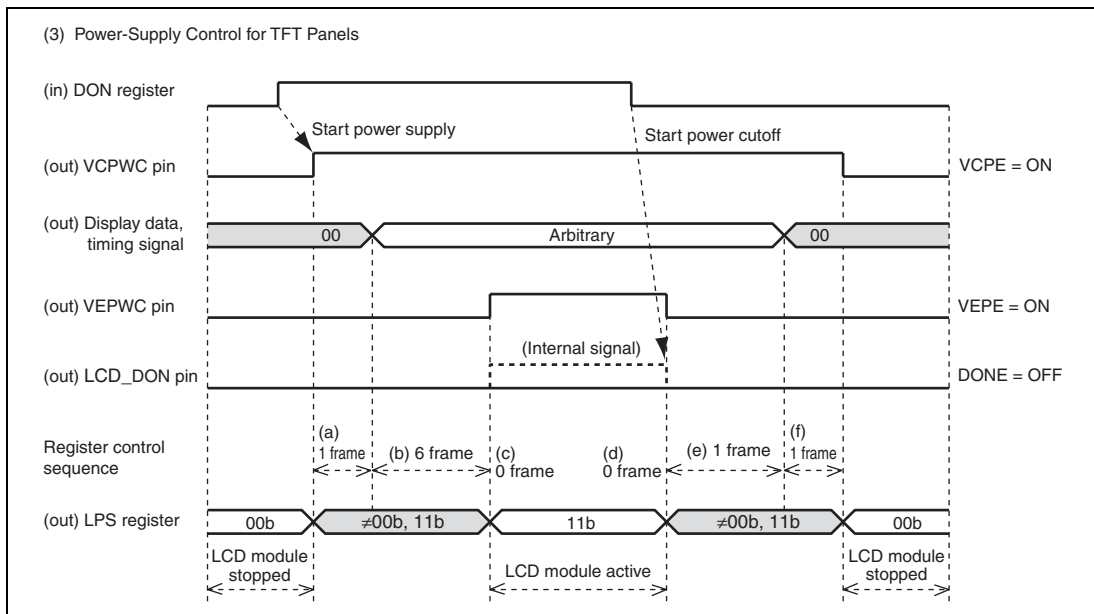 (3) Power-Supply Control for TFT Panels
(in) DON register
Start power supply
Start power cutoff
(out) VCPWC pin
VCPE = ON
(out) Display data,
timing signal
00
Arbitrary
00
(out) VEPWC pin
VEPE = ON
(Internal signal)
(out) LCD_DON pin
DONE = OFF
Register control
sequence
(a)
1 frame
(b) 6 frame
(c)
0 frame
(d)
0 frame
(e) 1 frame
(f)
1 frame
(out) LPS register
00b
≠00b, 11b
11b
≠00b, 11b
00b
LCD module
stopped
LCD module active
LCD module
stopped